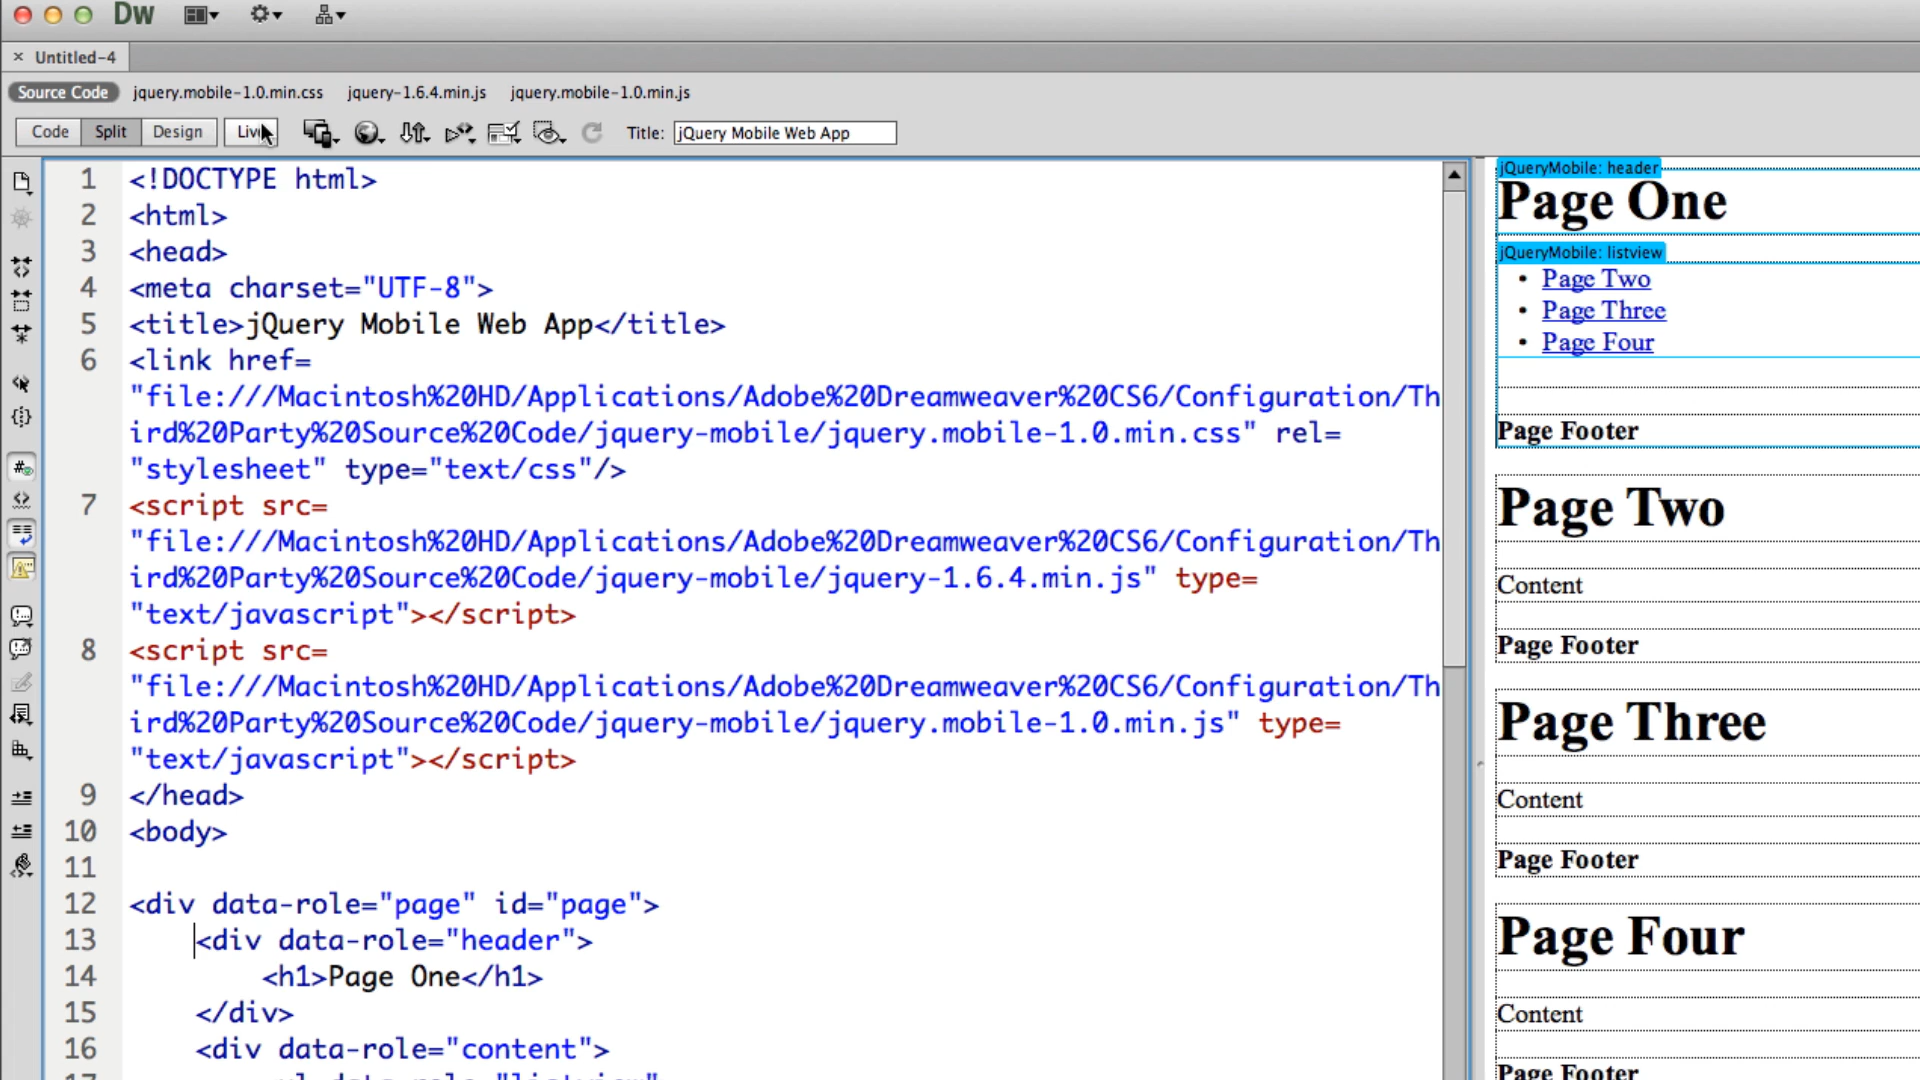 Dw
× Untitled-4
Source Code jquery.mobile-1.0.min.css jquery-1.6.4.min.js jquery.mobile-1.0.min.js
Code Split Design Live Title: jQuery Mobile Web App
1 <!DOCTYPE html>
2 <html>
3 <head>
4 <meta charset="UTF-8">
5 <title>jQuery Mobile Web App</title>
6 <link href=
"file:///Macintosh%20HD/Applications/Adobe%20Dreamweaver%20CS6/Configuration/Th
ird%20Party%20Source%20Code/jquery-mobile/jquery.mobile-1.0.min.css" rel=
"stylesheet" type="text/css"/>
7 <script src=
"file:///Macintosh%20HD/Applications/Adobe%20Dreamweaver%20CS6/Configuration/Th
ird%20Party%20Source%20Code/jquery-mobile/jquery-1.6.4.min.js" type=
"text/javascript"></script>
8 <script src=
"file:///Macintosh%20HD/Applications/Adobe%20Dreamweaver%20CS6/Configuration/Th
ird%20Party%20Source%20Code/jquery-mobile/jquery.mobile-1.0.min.js" type=
"text/javascript"></script>
9 </head>
10 <body>
11
12 <div data-role="page" id="page">
13 <div data-role="header">
14 <h1>Page One</h1>
15 </div>
16 <div data-role="content">
17 <ul data-role="listview">
jQueryMobile: header
Page One
jQueryMobile: listview
• Page Two
• Page Three
• Page Four
Page Footer
Page Two
Content
Page Footer
Page Three
Content
Page Footer
Page Four
Content
Page Footer